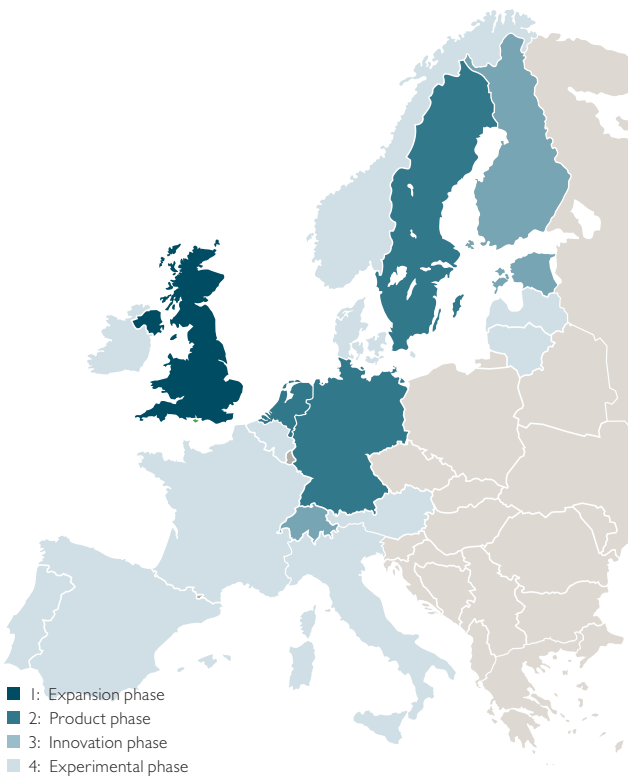 1: Expansion phase
2: Product phase
3: Innovation phase
4: Experimental phase